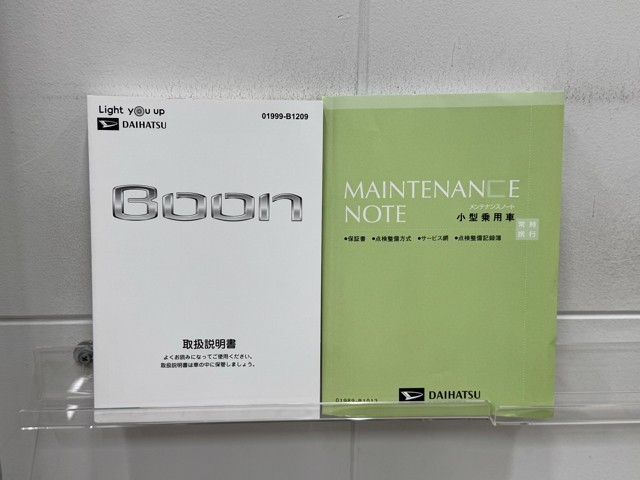 Light you up
DAIHATSU
01999-B1209
Boon
取扱説明書
よくお読みになってご使用ください。
取扱説明書は車の中に保管しましょう。
MAINTENANCE
NOTE
メンテナンスノート
小型乗用車
常時
携行
●保証書 ●点検整備方式 ●サービス網 ●点検整備記録簿
DAIHATSU